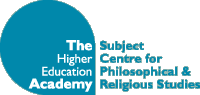 The
Higher
Education
Academy
Subject
Centre for
Philosophical &
Religious Studies